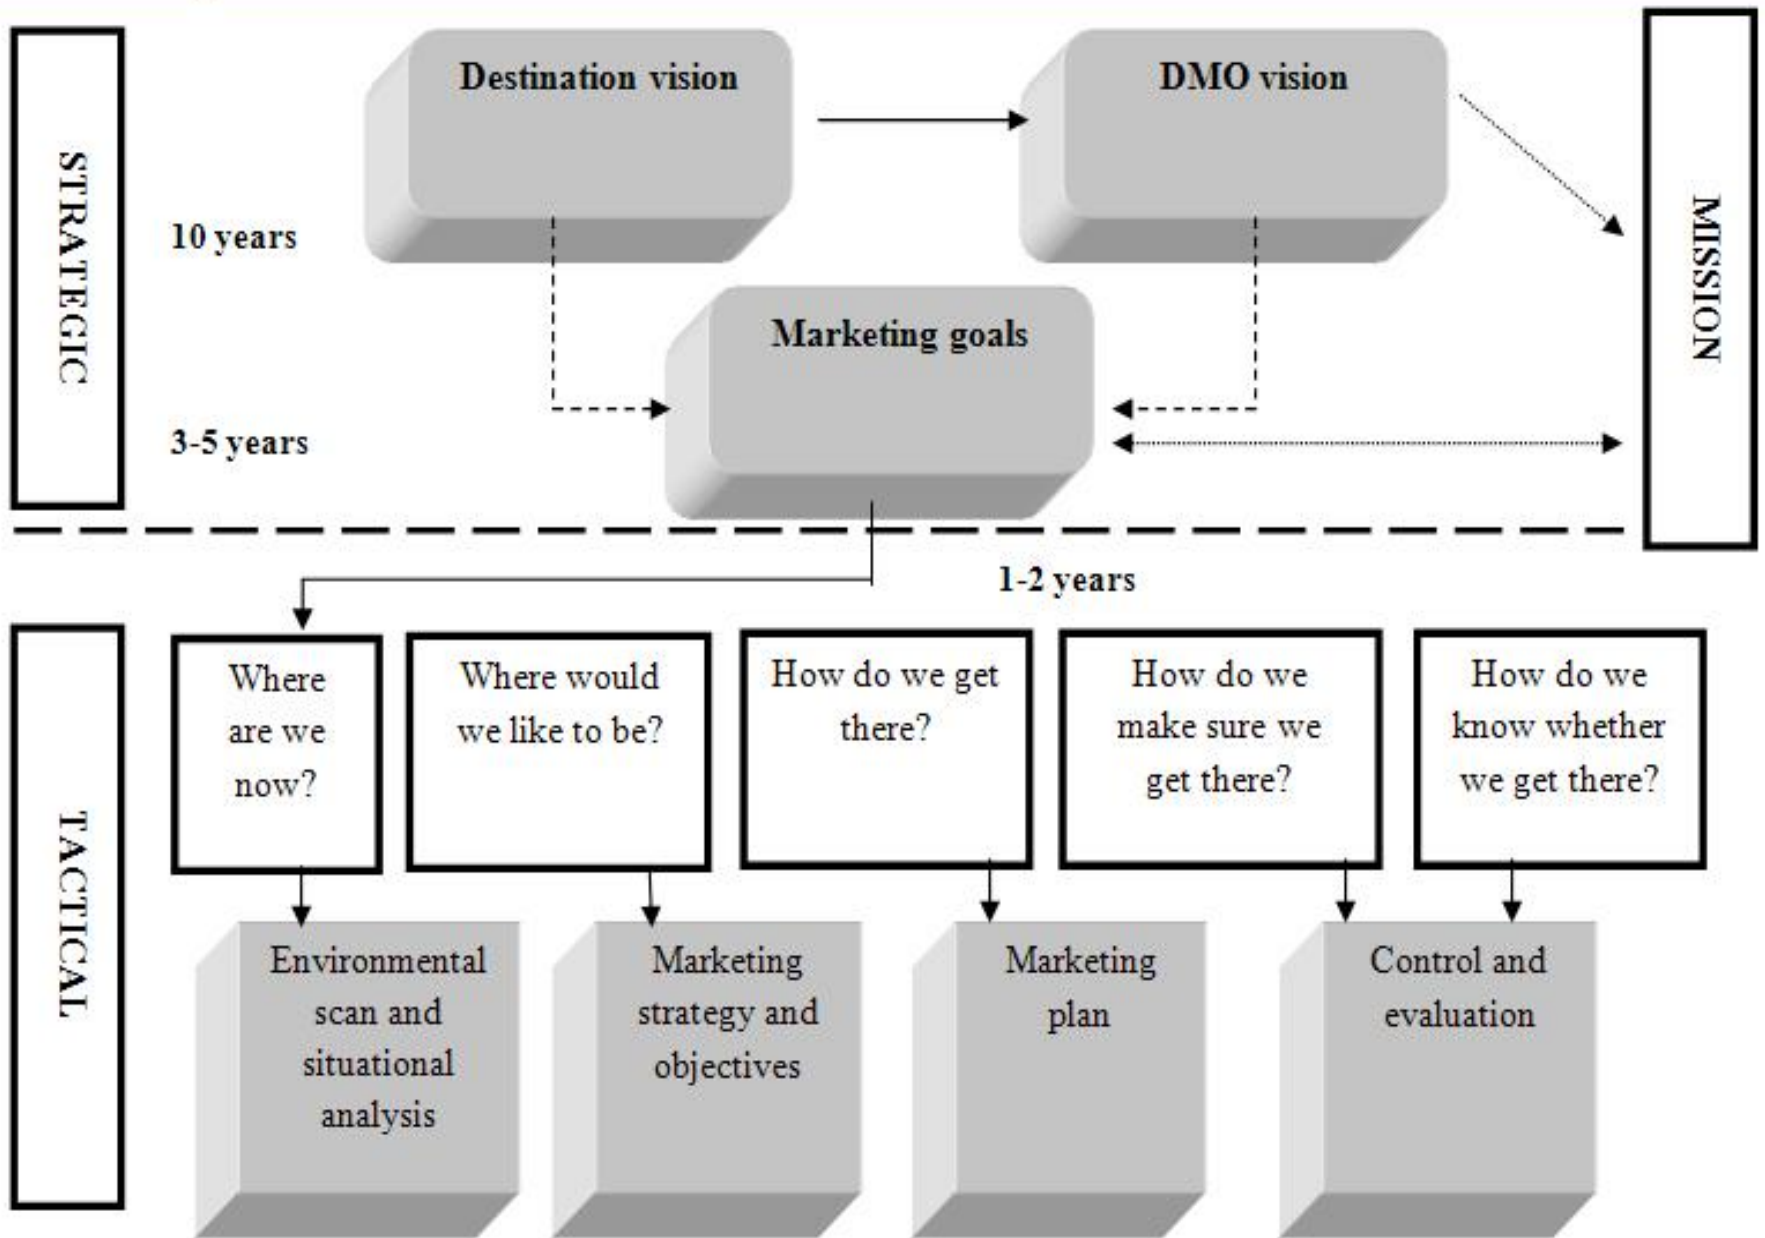 STRATEGIC
Destination vision
DMO vision
MISSION
10 years
Marketing goals
3-5 years
1-2 years
TACTICAL
Where
are we
now?
Where would
we like to be?
How do we get
there?
How do we
make sure we
get there?
How do we
know whether
we get there?
Environmental
scan and
situational
analysis
Marketing
strategy and
objectives
Marketing
plan
Control and
evaluation